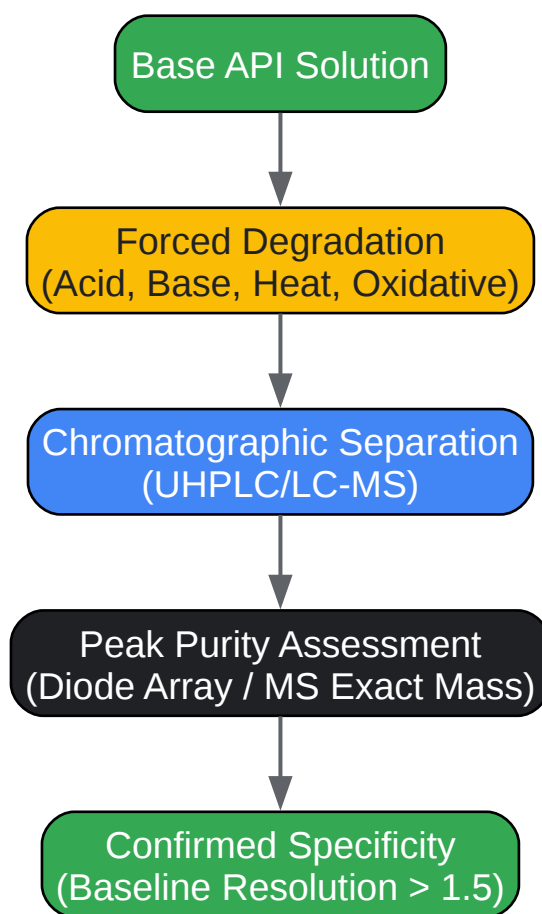 Base API Solution
Forced Degradation
(Acid, Base, Heat, Oxidative)
Chromatographic Separation
(UHPLC/LC-MS)
Peak Purity Assessment
(Diode Array / MS Exact Mass)
Confirmed Specificity
(Baseline Resolution > 1.5)